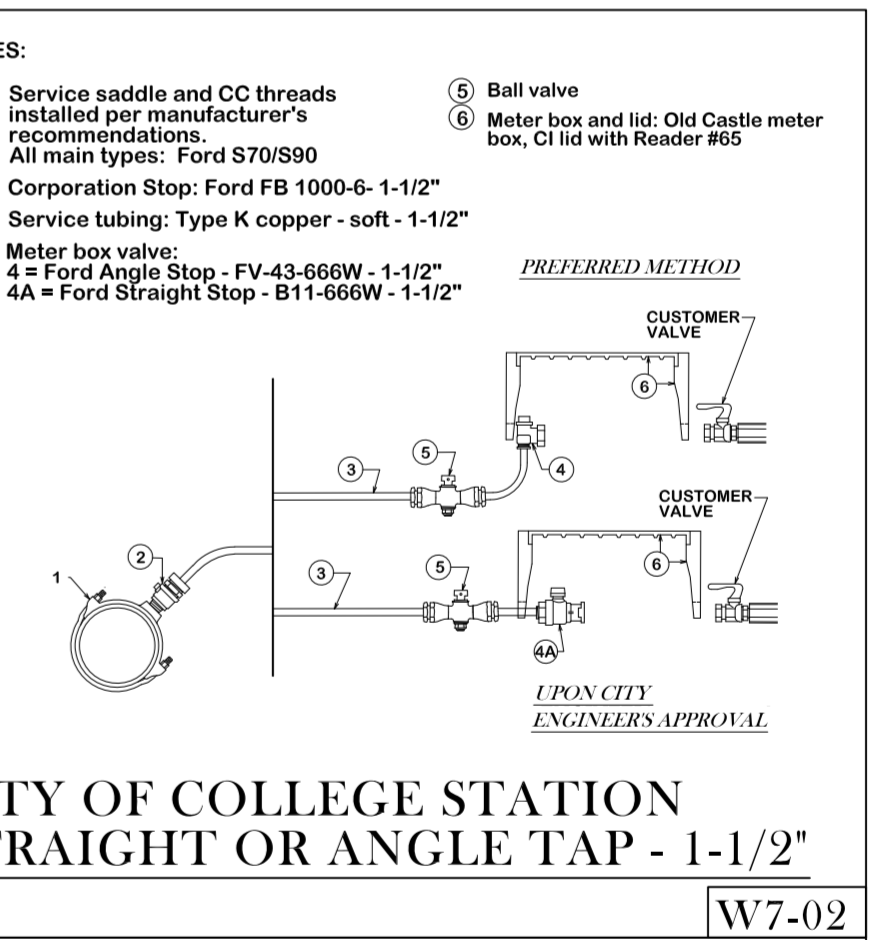 ES:
Service saddle and CC threads
installed per manufacturer's
recommendations.
All main types: Ford S70/S90
Corporation Stop: Ford FB 1000-6- 1-1/2"
Service tubing: Type K copper - soft - 1-1/2"
Meter box valve:
4 = Ford Angle Stop - FV-43-666W - 1-1/2"
4A = Ford Straight Stop - B11-666W - 1-1/2"
5 Ball valve
6 Meter box and lid: Old Castle meter
box, CI lid with Reader #65
PREFERRED METHOD
CUSTOMER
VALVE
6
5
3
4
CUSTOMER
VALVE
2
1
3
5
6
4A
UPON CITY
ENGINEER'S APPROVAL
TY OF COLLEGE STATION
TRAIGHT OR ANGLE TAP - 1-1/2"
W7-02